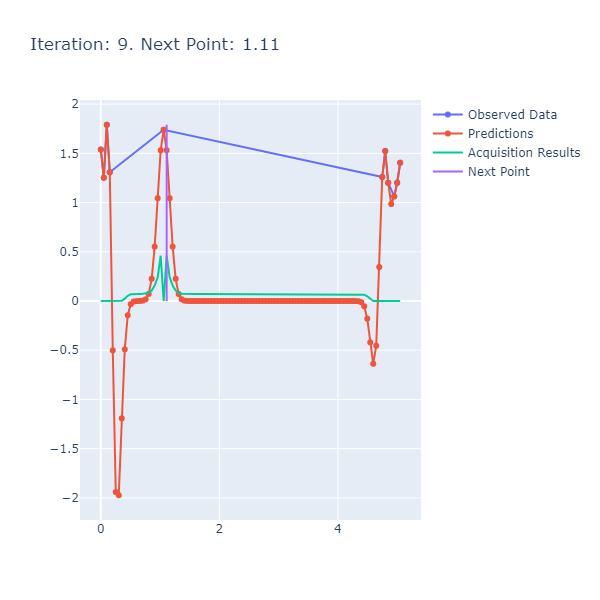 Iteration: 9. Next Point: 1.11
Observed Data
Predictions
Acquisition Results
Next Point
2
1.5
1
0.5
0
−0.5
−1
−1.5
−2
0
2
4